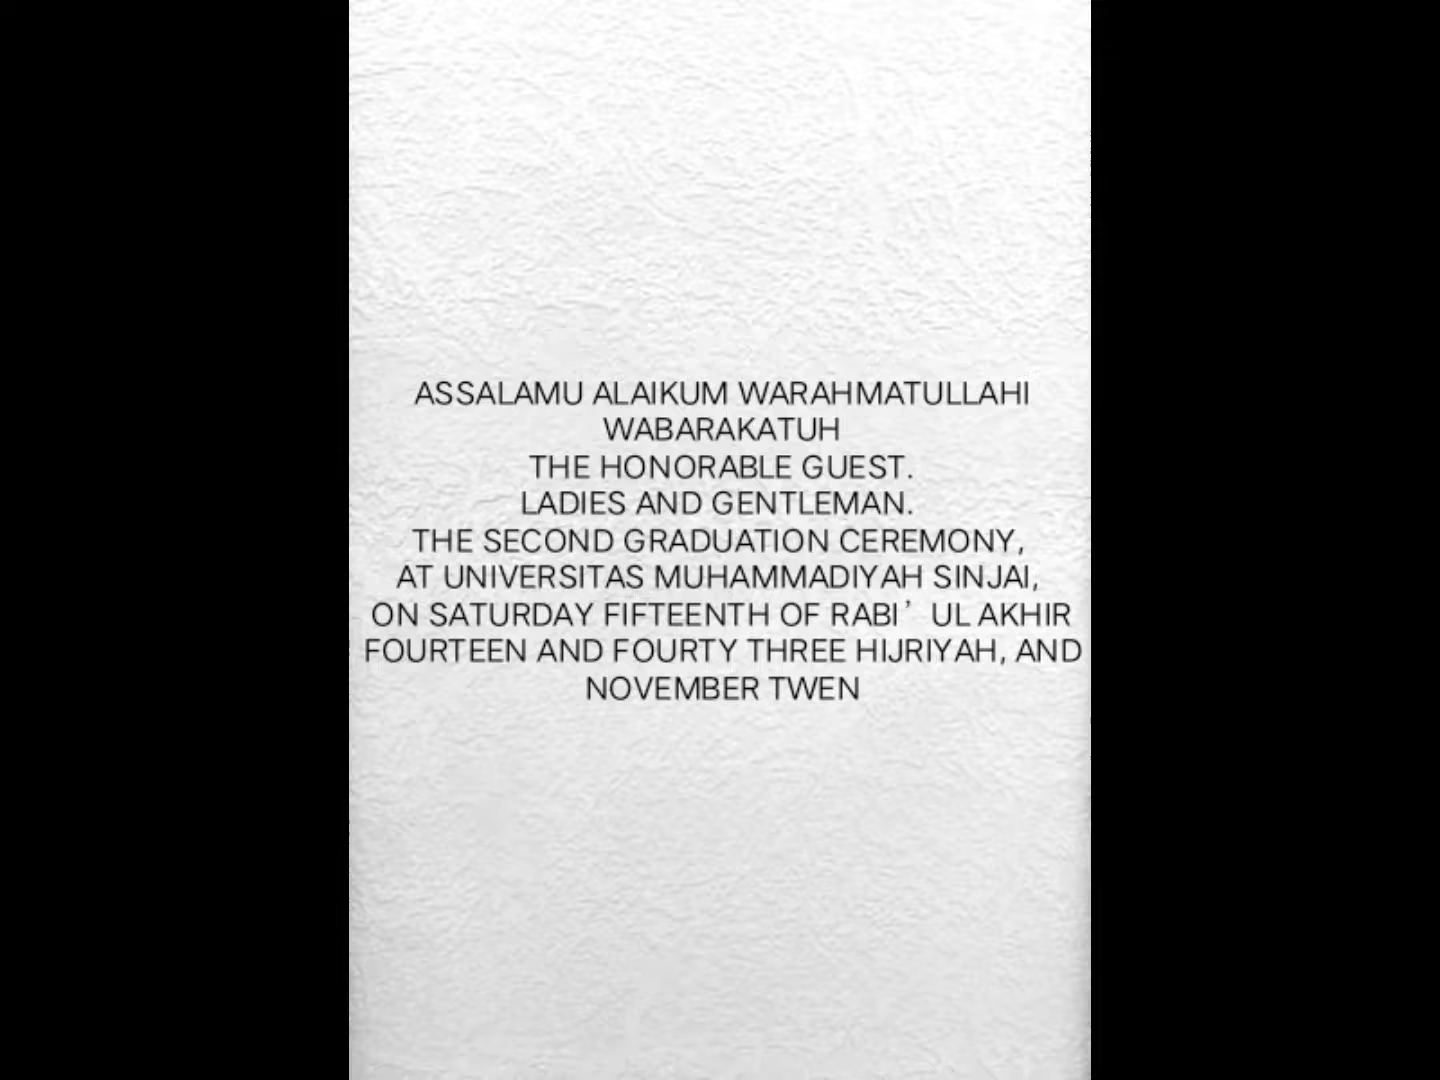 ASSALAMU ALAIKUM WARAHMATULLAHI
WABARAKATUH
THE HONORABLE GUEST.
LADIES AND GENTLEMAN.
THE SECOND GRADUATION CEREMONY,
AT UNIVERSITAS MUHAMMADIYAH SINJAI,
ON SATURDAY FIFTEENTH OF RABI’ UL AKHIR
FOURTEEN AND FOURTY THREE HIJRIYAH, AND
NOVEMBER TWEN